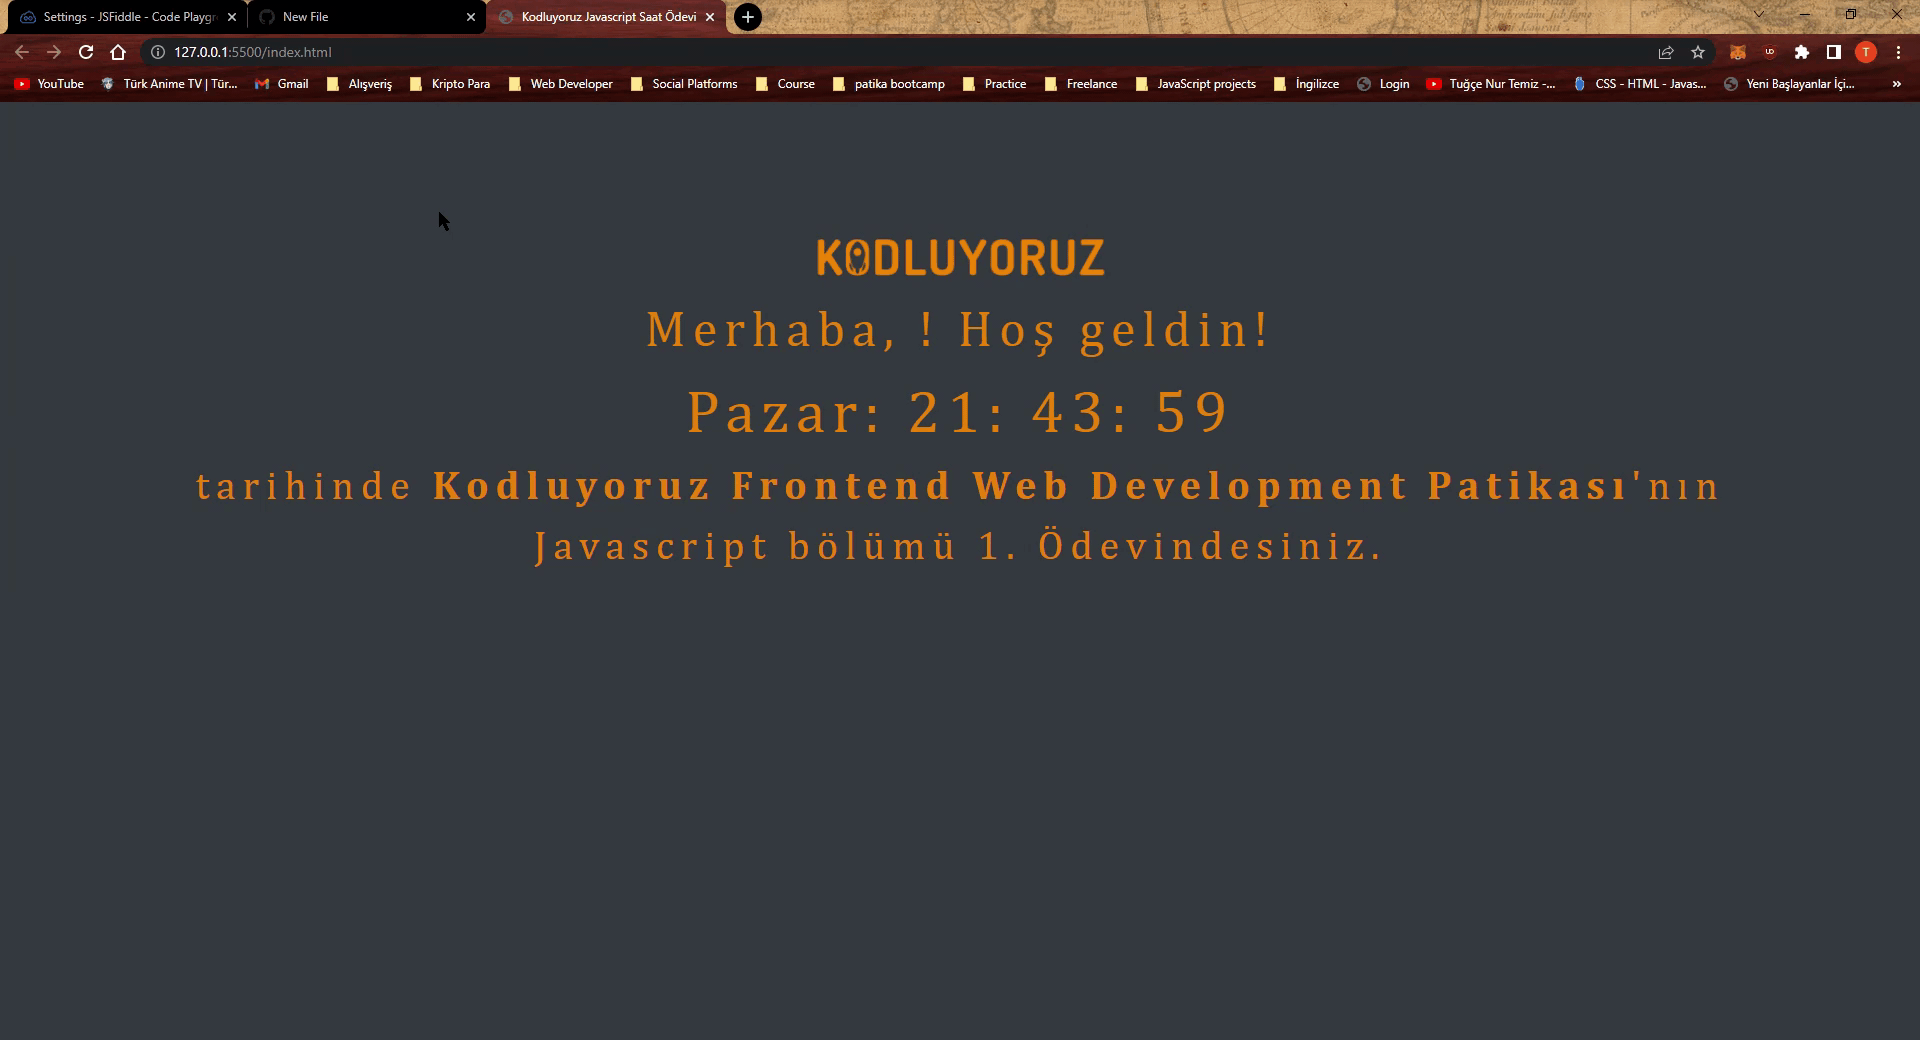 Settings - JSFiddle - Code Playgr
New File
Kodluyoruz Javascript Saat Ödevi
127.0.0.1:5500/index.html
T
YouTube
Türk Anime TV | Tür...
Gmail
Alışveriş
Kripto Para
Web Developer
Social Platforms
Course
patika bootcamp
Practice
Freelance
JavaScript projects
İngilizce
Login
Tuğçe Nur Temiz -...
CSS - HTML - Javas...
Yeni Başlayanlar İçi...
»
KODLUYORUZ
Merhaba, ! Hoş geldin!
Pazar: 21: 43: 59
tarihinde Kodluyoruz Frontend Web Development Patikası'nın
Javascript bölümü 1. Ödevindesiniz.